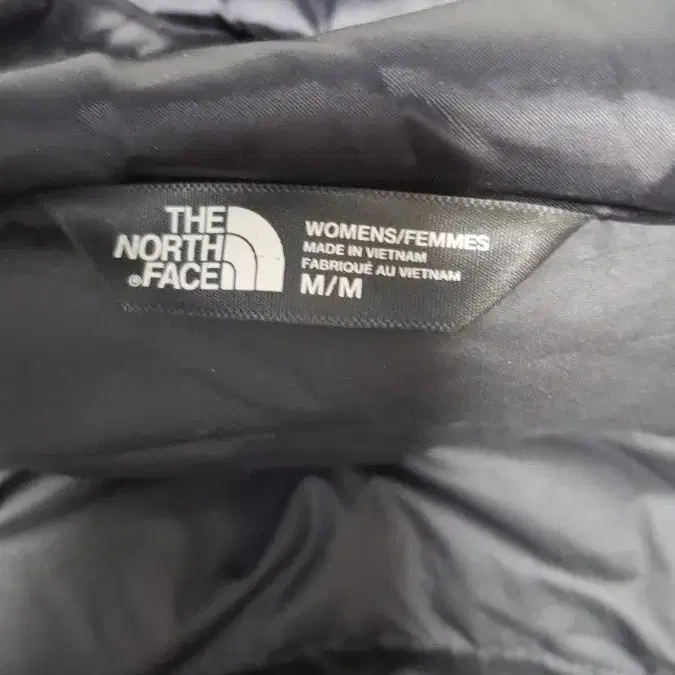 THE
NORTH
®FACE
WOMENS/FEMMES
MADE IN VIETNAM
FABRIQUÉ AU VIETNAM
M/M